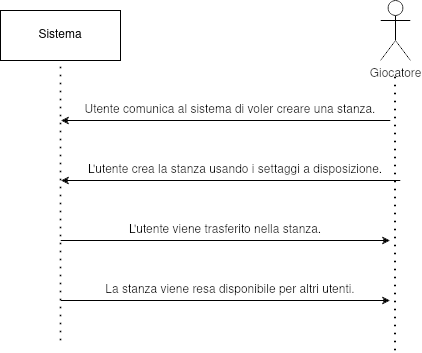 Sistema
Giocatore
Utente comunica al sistema di voler creare una stanza.
L'utente crea la stanza usando i settaggi a disposizione.
L'utente viene trasferito nella stanza.
La stanza viene resa disponibile per altri utenti.